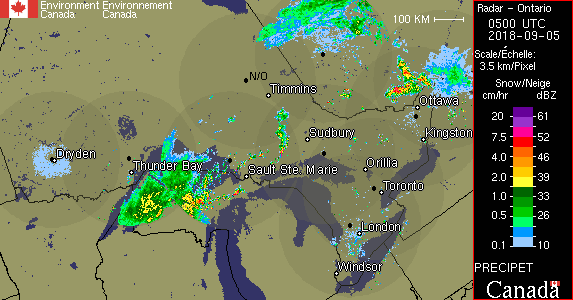 Environment Environnement
Canada Canada
100 KM
N/O
Timmins
Ottawa
Sudbury
Kingston
Dryden
Thunder Bay
Sault Ste. Marie
Orillia
Toronto
London
Windsor
Radar - Ontario
0500 UTC
2018-09-05
Scale/Échelle:
3.5 km/Pixel
Snow/Neige
cm/hr dBZ
20 61
7.5 52
4.0 46
2.0 39
1.0 33
0.5 26
0.1 10
PRECIPET
Canada